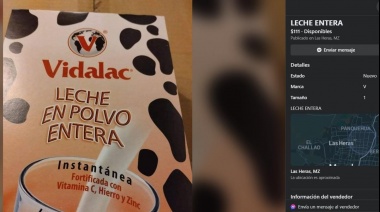 V
Vidalac
LECHE
EN POLVO
ENTERA
Instantánea
Fortificada con
Vitamina C, Hierro y Zinc.
LECHE ENTERA
$111 - Disponibles
Publicado en Las Heras, MZ
Enviar mensaje
Detalles
Estado Nuevo
Marca V
Tamaño 1
LECHE ENTERA
PANQUEHUA
EL CHALLAO
Las Heras
Las Heras, MZ
La ubicación es aproximada
Información del vendedor
Envía un mensaje al vendedor